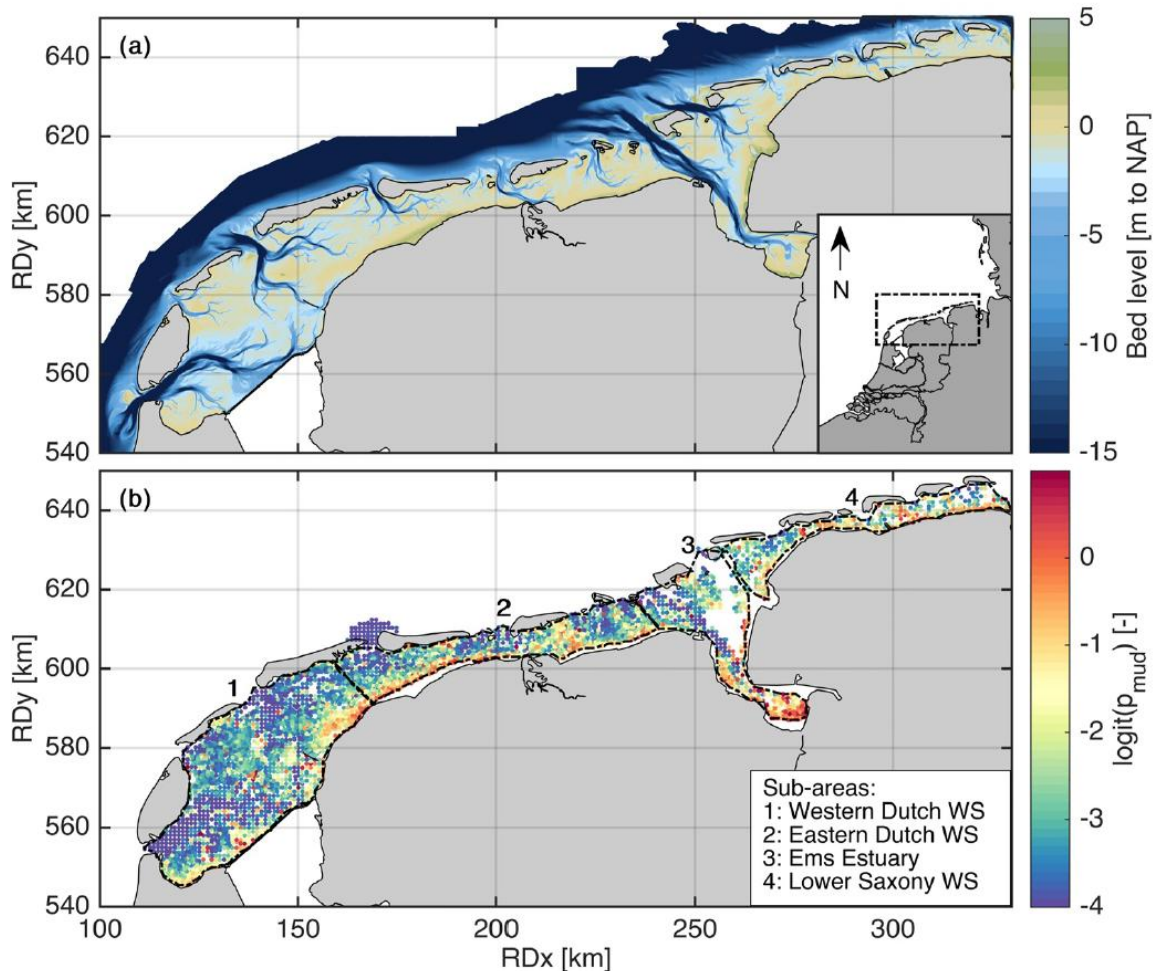 (a)
640
620
600
580
560
540
RDy [km]
N
5
0
-5
-10
-15
Bed level [m to NAP]
(b)
640
620
600
580
560
540
RDy [km]
1
2
3
4
Sub-areas:
1: Western Dutch WS
2: Eastern Dutch WS
3: Ems Estuary
4: Lower Saxony WS
100
150
200
250
300
RDx [km]
0
-1
-2
-3
-4
logit(p_mud) [-]